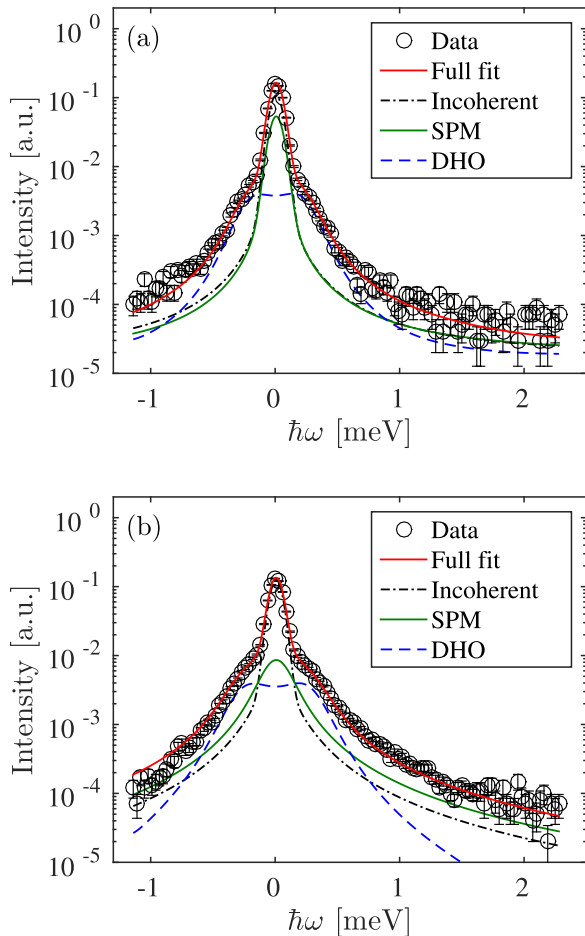 (a)
Data
Full fit
Incoherent
SPM
DHO
10 0
10 -1
10 -2
10 -3
10 -4
10 -5
Intensity [a.u.]
-1 0 1 2
ħω [meV]
(b)
Data
Full fit
Incoherent
SPM
DHO
10 0
10 -1
10 -2
10 -3
10 -4
10 -5
Intensity [a.u.]
-1 0 1 2
ħω [meV]